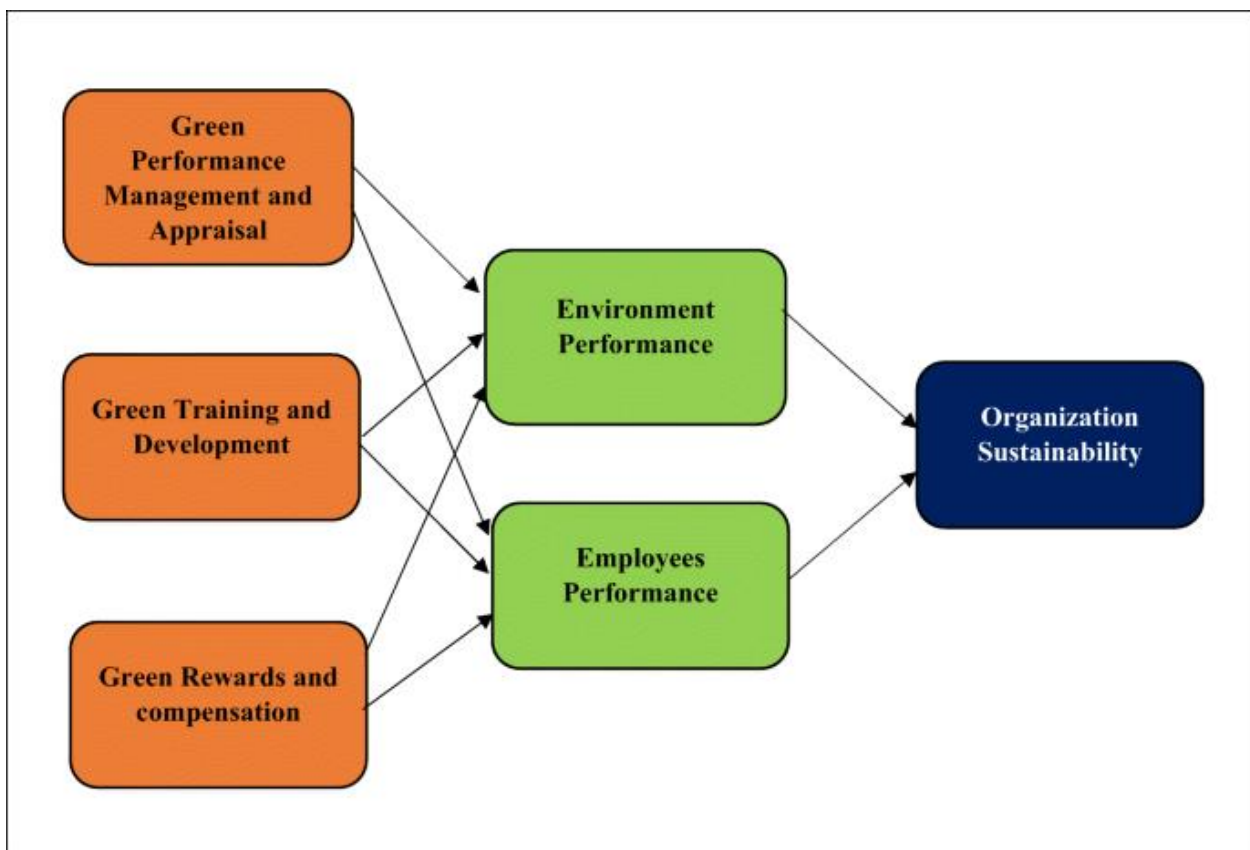 Green
Performance
Management and
Appraisal
Environment
Performance
Green Training and
Development
Organization
Sustainability
Employees
Performance
Green Rewards and
compensation